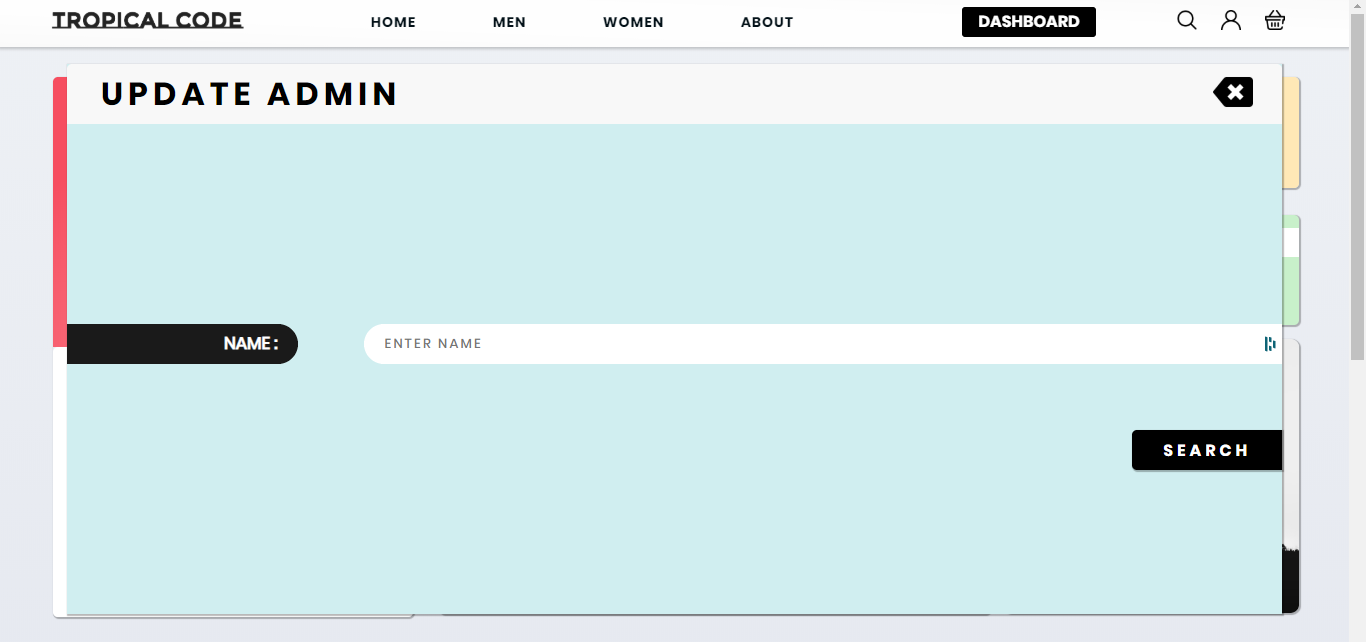 TROPICAL CODE
HOME MEN WOMEN ABOUT DASHBOARD
UPDATE ADMIN
NAME :
ENTER NAME
SEARCH